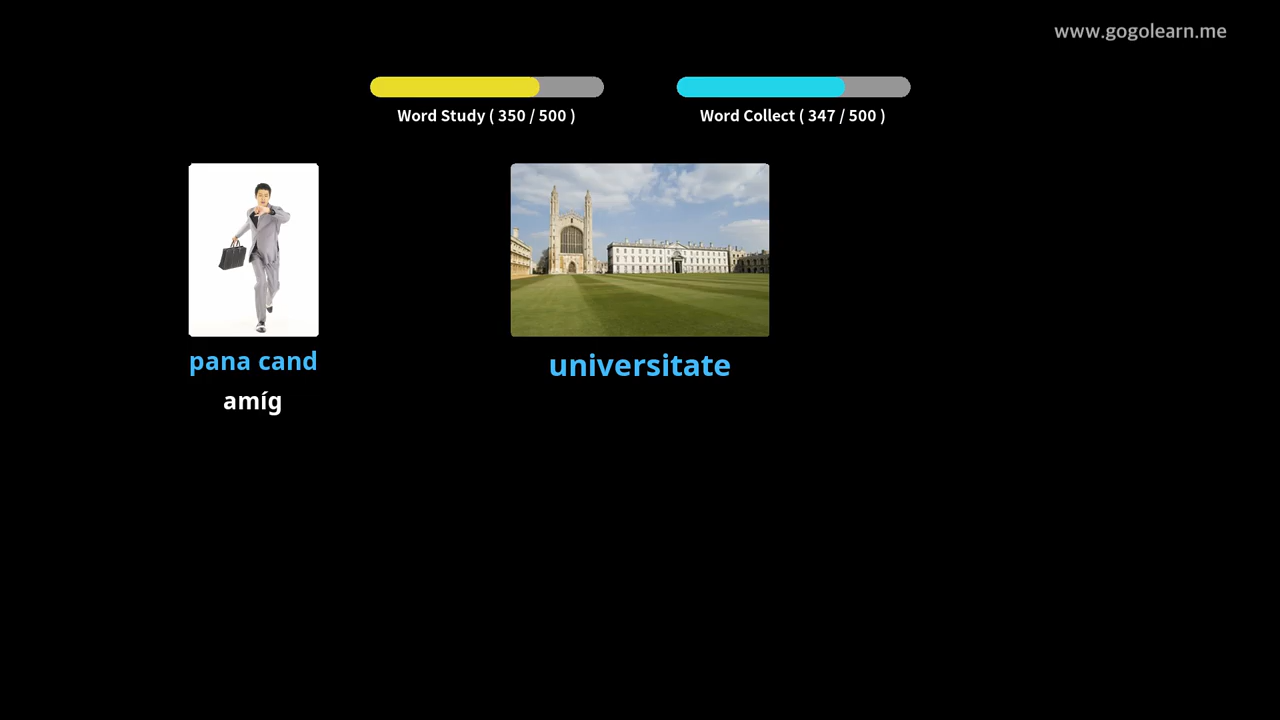 www.gogolearn.me
Word Study ( 350 / 500 )
Word Collect ( 347 / 500 )
pana cand
amíg
universitate